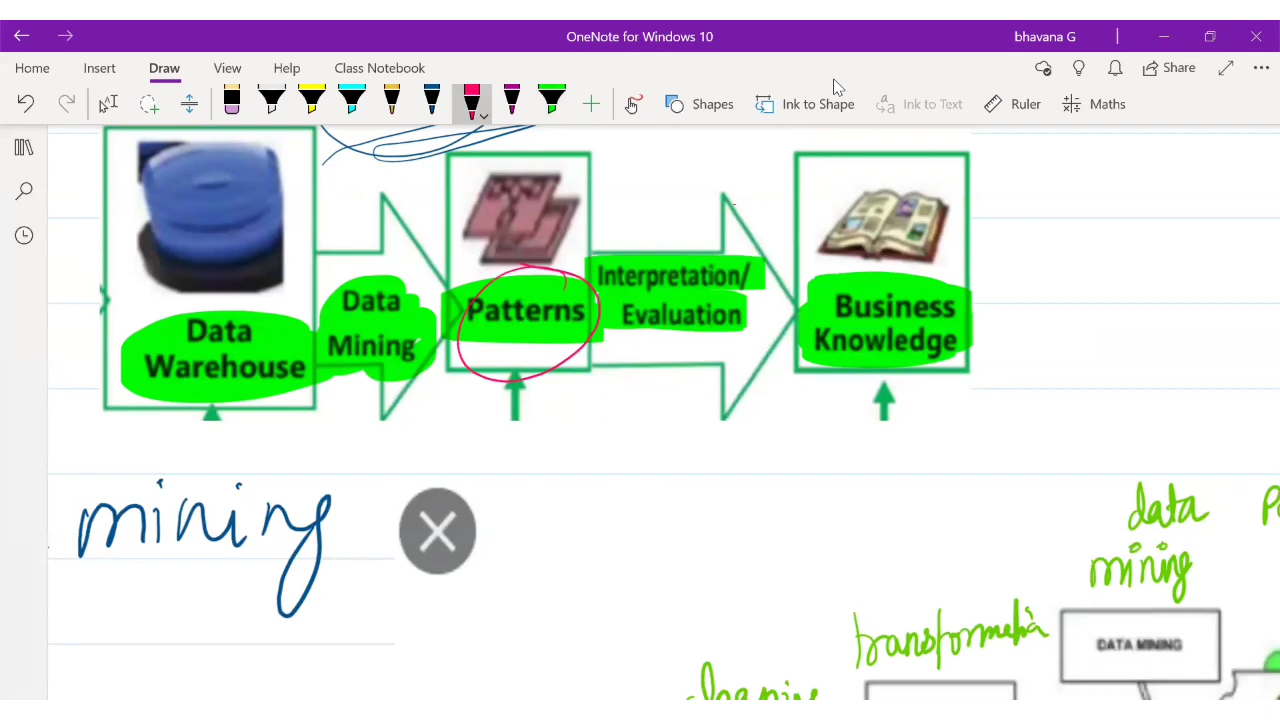 OneNote for Windows 10
bhavana G
Home
Insert
Draw
View
Help
Class Notebook
Share
Shapes
Ink to Shape
Ink to Text
Ruler
Maths
Data
Warehouse
Data
Mining
Patterns
Interpretation/
Evaluation
Business
Knowledge
mining
data
mining
DATA MINING